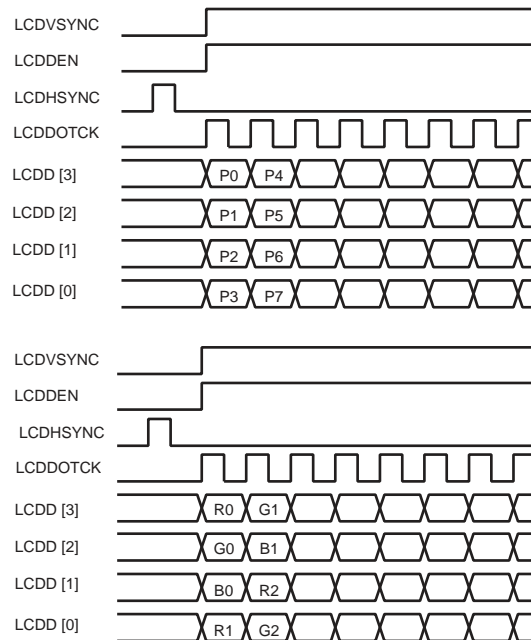 LCDVSYNC
LCDDEN
LCDHSYNC
LCDDOTCK
LCDD [3] P0 P4
LCDD [2] P1 P5
LCDD [1] P2 P6
LCDD [0] P3 P7
LCDVSYNC
LCDDEN
LCDHSYNC
LCDDOTCK
LCDD [3] R0 G1
LCDD [2] G0 B1
LCDD [1] B0 R2
LCDD [0] R1 G2